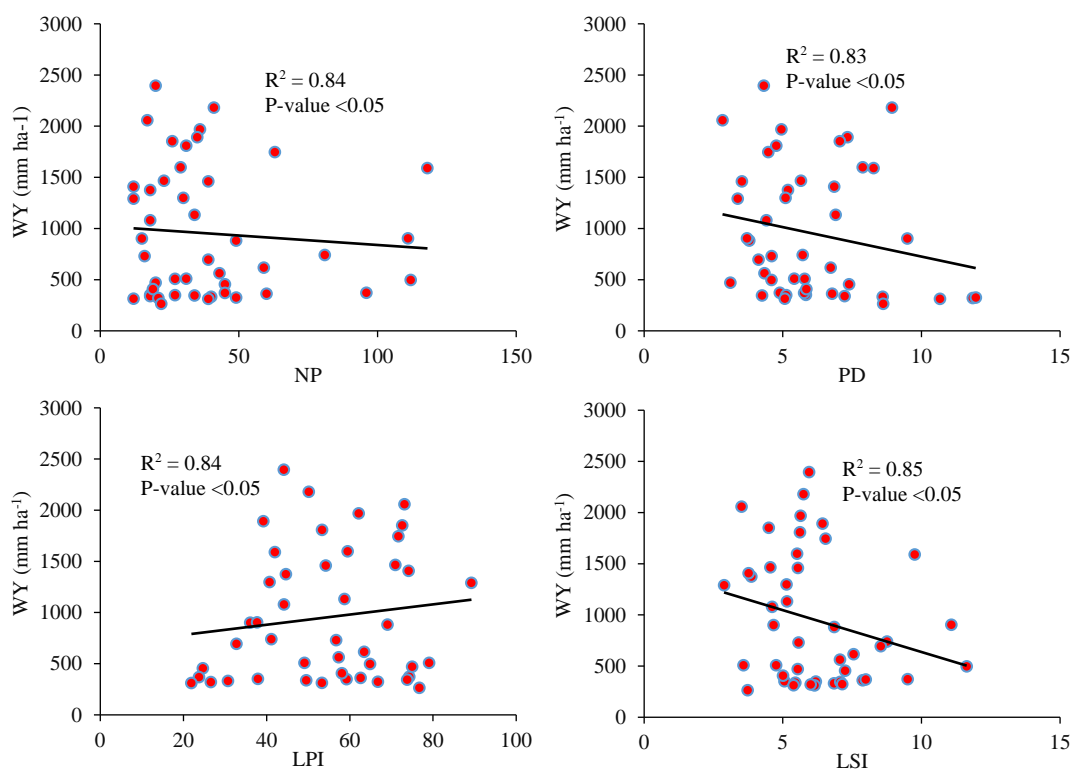 3000
2500
2000
1500
1000
500
0
WY (mm ha-1)
R² = 0.84
P-value <0.05
0 50 100 150
NP
3000
2500
2000
1500
1000
500
0
WY (mm ha⁻¹)
R² = 0.83
P-value <0.05
0 5 10 15
PD
3000
2500
2000
1500
1000
500
0
WY (mm ha⁻¹)
R² = 0.84
P-value <0.05
0 20 40 60 80 100
LPI
3000
2500
2000
1500
1000
500
0
WY (mm ha⁻¹)
R² = 0.85
P-value <0.05
0 5 10 15
LSI